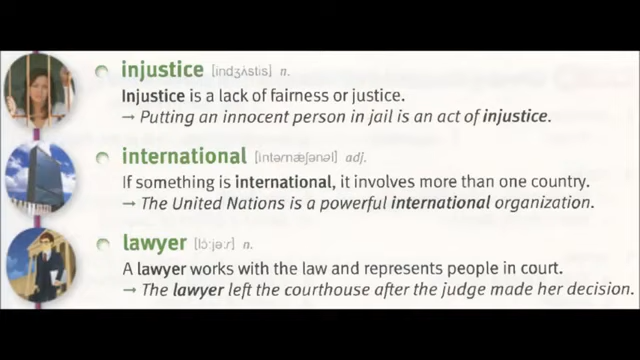 injustice [indʒʌstis] n.
Injustice is a lack of fairness or justice.
→ Putting an innocent person in jail is an act of injustice.
international [intərnæʃənəl] adj.
If something is international, it involves more than one country.
→ The United Nations is a powerful international organization.
lawyer [lɔ:jə:r] n.
A lawyer works with the law and represents people in court.
→ The lawyer left the courthouse after the judge made her decision.